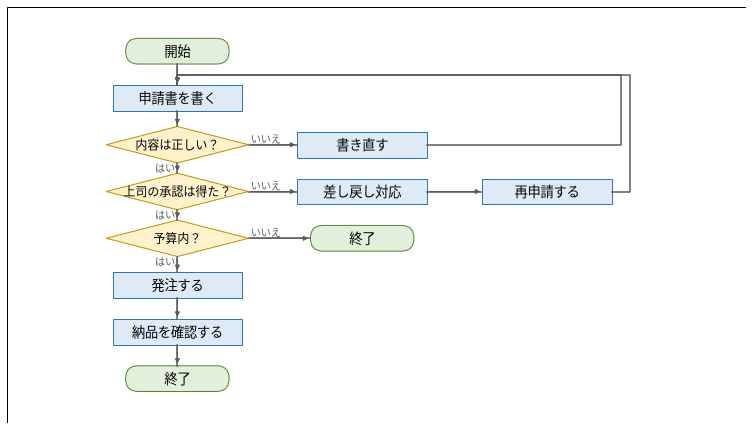 開始
申請書を書く
内容は正しい？
いいえ
書き直す
はい
上司の承認は得た？
いいえ
差し戻し対応
再申請する
はい
予算内？
いいえ
終了
はい
発注する
納品を確認する
終了